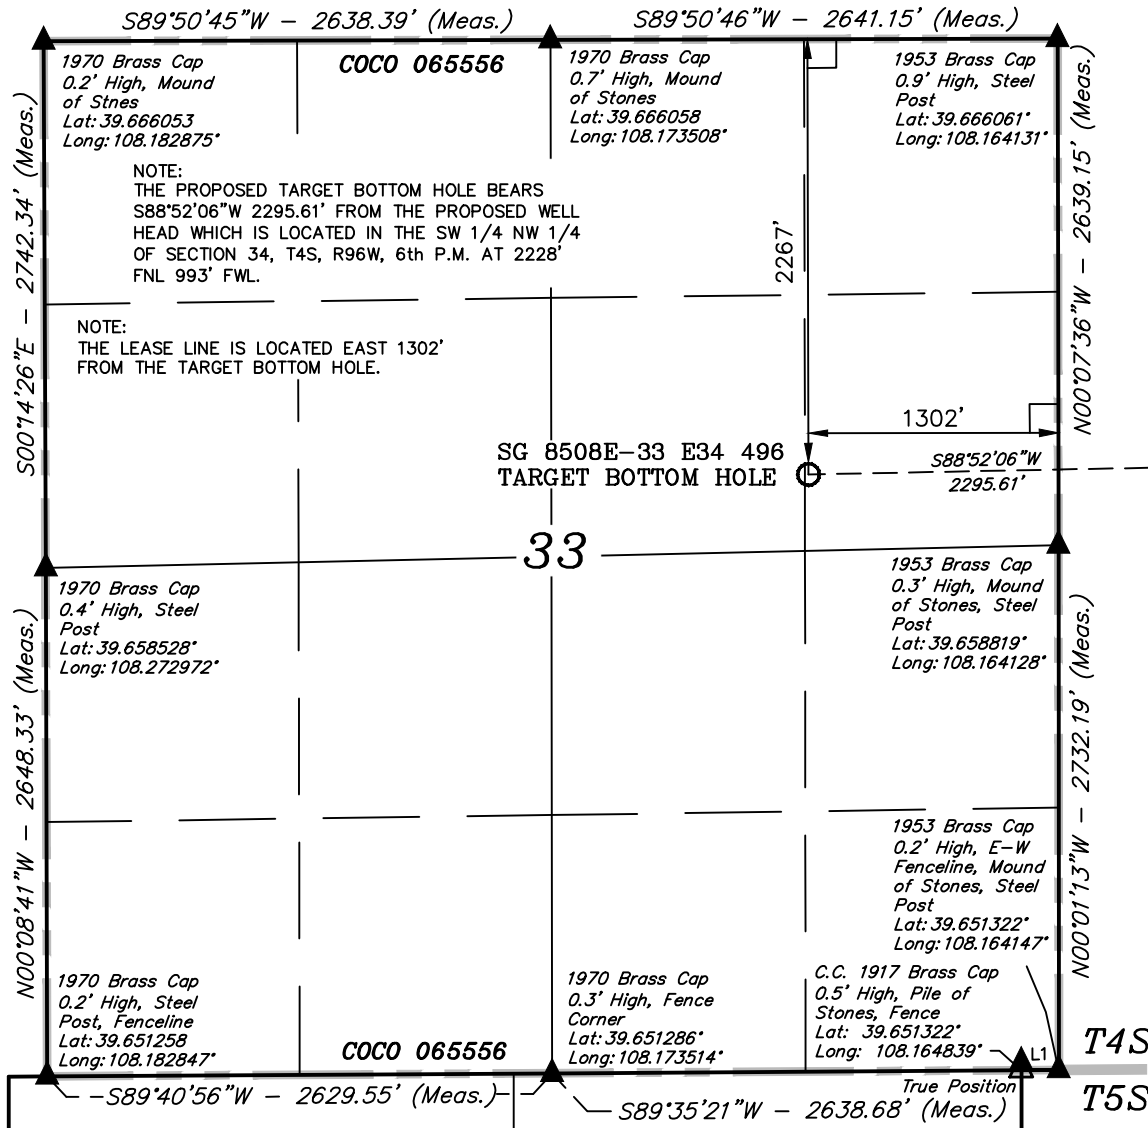 S89°50'45"W - 2638.39' (Meas.)
S89°50'46"W - 2641.15' (Meas.)
1970 Brass Cap
0.2' High, Mound
of Stnes
Lat: 39.666053
Long: 108.182875°
COCO 065556
1970 Brass Cap
0.7' High, Mound
of Stones
Lat: 39.666058
Long: 108.173508°
1953 Brass Cap
0.9' High, Steel
Post
Lat: 39.666061°
Long: 108.164131°
S00°14'26"E - 2742.34' (Meas.)
N00°07'36"W - 2639.15' (Meas.)
NOTE:
THE PROPOSED TARGET BOTTOM HOLE BEARS
S88°52'06"W 2295.61' FROM THE PROPOSED WELL
HEAD WHICH IS LOCATED IN THE SW 1/4 NW 1/4
OF SECTION 34, T4S, R96W, 6th P.M. AT 2228'
FNL 993' FWL.
2267'
NOTE:
THE LEASE LINE IS LOCATED EAST 1302'
FROM THE TARGET BOTTOM HOLE.
1302'
SG 8508E-33 E34 496
TARGET BOTTOM HOLE
S88°52'06"W
2295.61'
33
1970 Brass Cap
0.4' High, Steel
Post
Lat: 39.658528°
Long: 108.272972°
1953 Brass Cap
0.3' High, Mound
of Stones, Steel
Post
Lat: 39.658819°
Long: 108.164128°
N00°08'41"W - 2648.33' (Meas.)
N00°01'13"W - 2732.19' (Meas.)
1953 Brass Cap
0.2' High, E-W
Fenceline, Mound
of Stones, Steel
Post
Lat: 39.651322°
Long: 108.164147°
1970 Brass Cap
0.2' High, Steel
Post, Fenceline
Lat: 39.651258
Long: 108.182847°
COCO 065556
1970 Brass Cap
0.3' High, Fence
Corner
Lat: 39.651286°
Long: 108.173514°
C.C. 1917 Brass Cap
0.5' High, Pile of
Stones, Fence
Lat: 39.651322°
Long: 108.164839°
L1
T4S
T5S
True Position
S89°40'56"W - 2629.55' (Meas.)
S89°35'21"W - 2638.68' (Meas.)